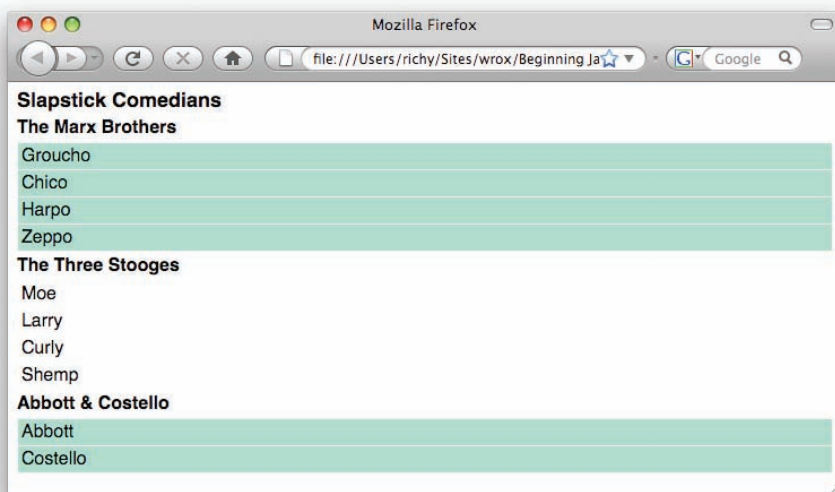 Mozilla Firefox
file:///Users/richy/Sites/wrox/Beginning Ja
G Google
Slapstick Comedians
The Marx Brothers
Groucho
Chico
Harpo
Zeppo
The Three Stooges
Moe
Larry
Curly
Shemp
Abbott & Costello
Abbott
Costello